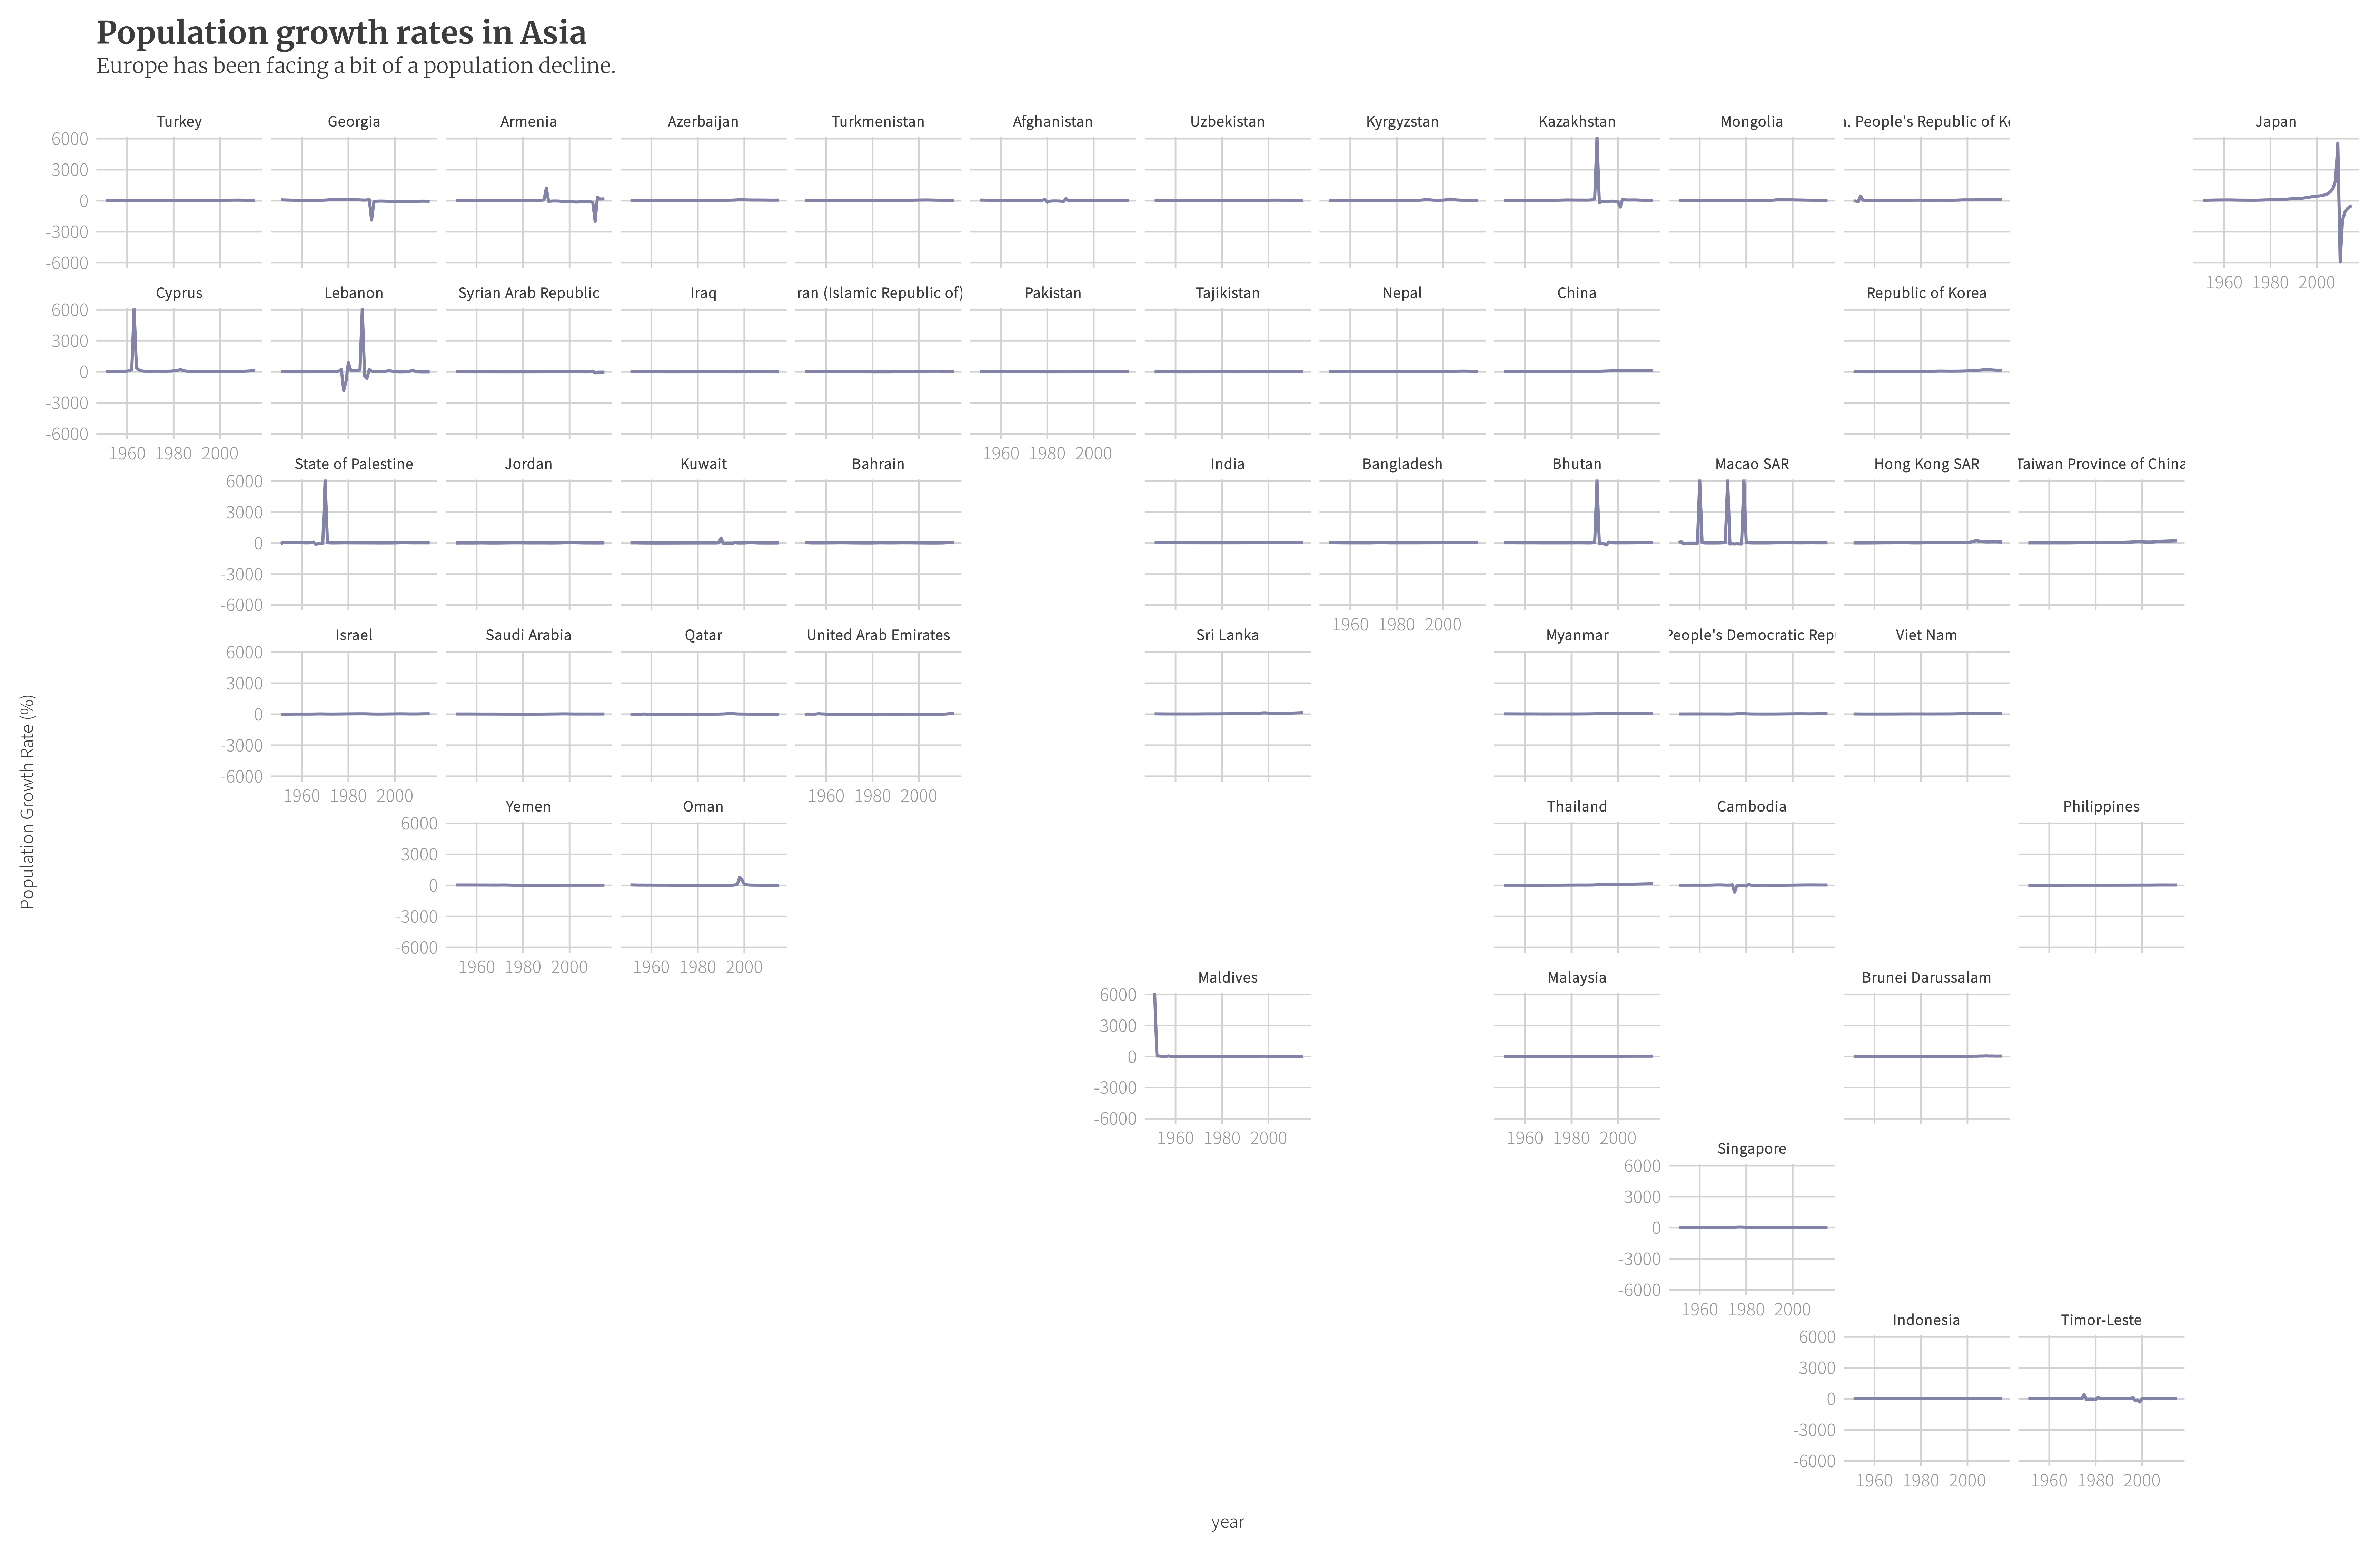 Population growth rates in Asia
Europe has been facing a bit of a population decline.
Turkey Georgia Armenia Azerbaijan Turkmenistan Afghanistan Uzbekistan Kyrgyzstan Kazakhstan Mongolia People's Republic of Japan
6000
3000
0
-3000
-6000
1960 1980 2000
Cyprus Lebanon Syrian Arab Republic Iraq (Islamic Republic of) Pakistan Tajikistan Nepal China Republic of Korea
6000
3000
0
-3000
-6000
1960 1980 2000 1960 1980 2000
State of Palestine Jordan Kuwait Bahrain India Bangladesh Bhutan Macao SAR Hong Kong SAR Taiwan Province of China
6000
3000
0
-3000
-6000
1960 1980 2000
Israel Saudi Arabia Qatar United Arab Emirates Sri Lanka Myanmar People's Democratic Rep Viet Nam
6000
3000
0
-3000
-6000
1960 1980 2000 1960 1980 2000
Yemen Oman Thailand Cambodia Philippines
6000
3000
0
-3000
-6000
1960 1980 2000 1960 1980 2000
Maldives Malaysia Brunei Darussalam
6000
3000
0
-3000
-6000
1960 1980 2000 1960 1980 2000
Singapore
6000
3000
0
-3000
-6000
1960 1980 2000
Indonesia Timor-Leste
6000
3000
0
-3000
-6000
1960 1980 2000 1960 1980 2000
Population Growth Rate (%)
year